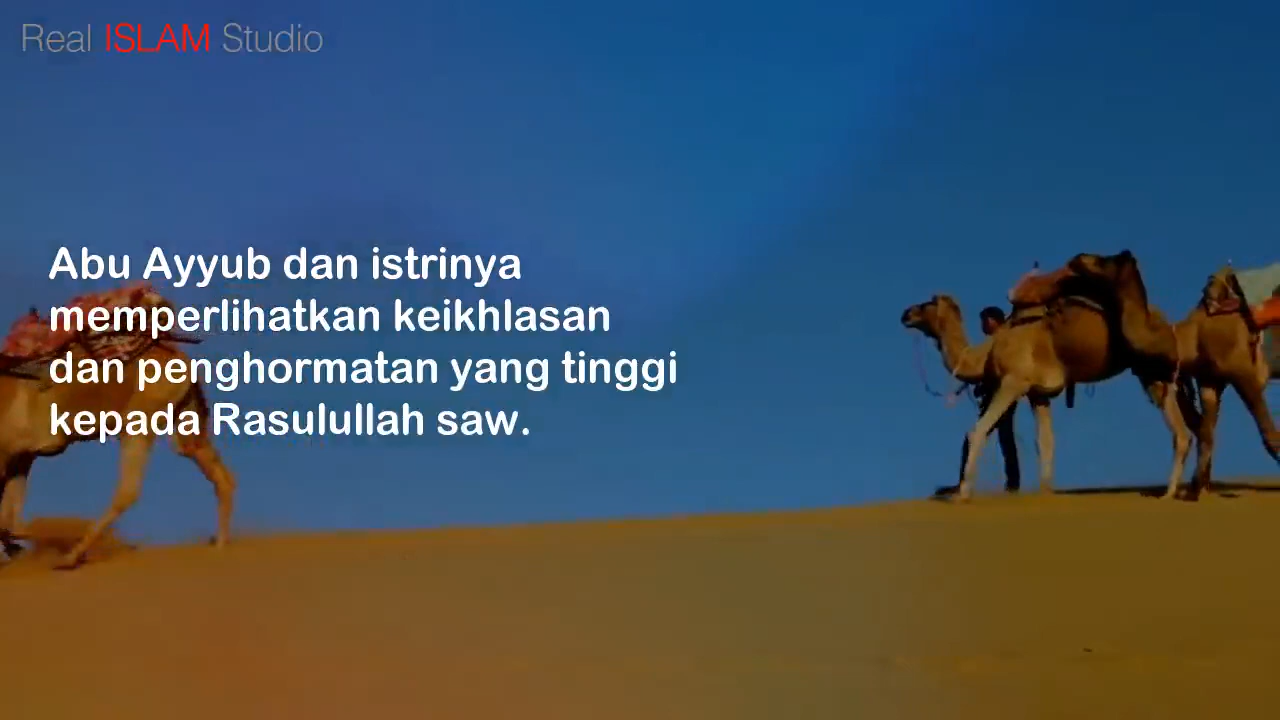 Real ISLAM Studio
Abu Ayyub dan istrinya
memperlihatkan keikhlasan
dan penghormatan yang tinggi
kepada Rasulullah saw.